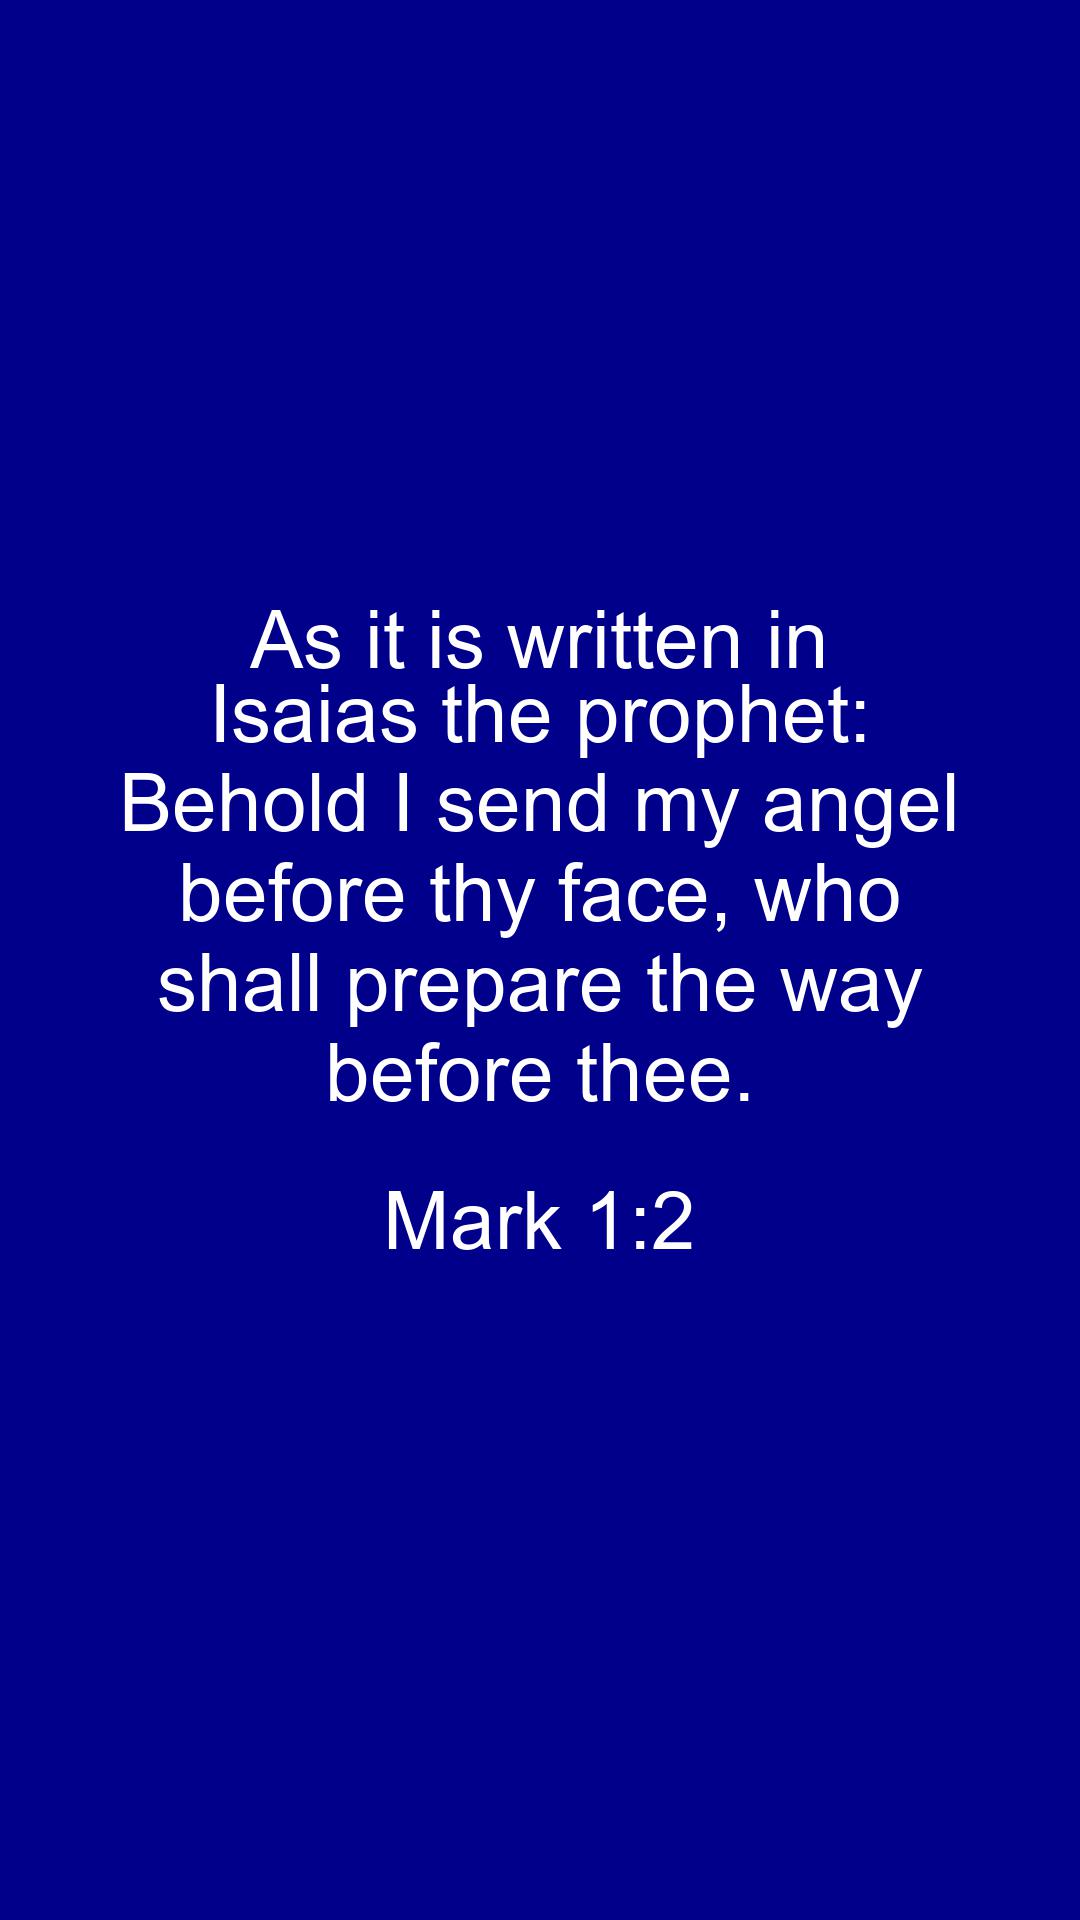 As it is written in
Isaias the prophet:
Behold I send my angel
before thy face, who
shall prepare the way
before thee.
Mark 1:2